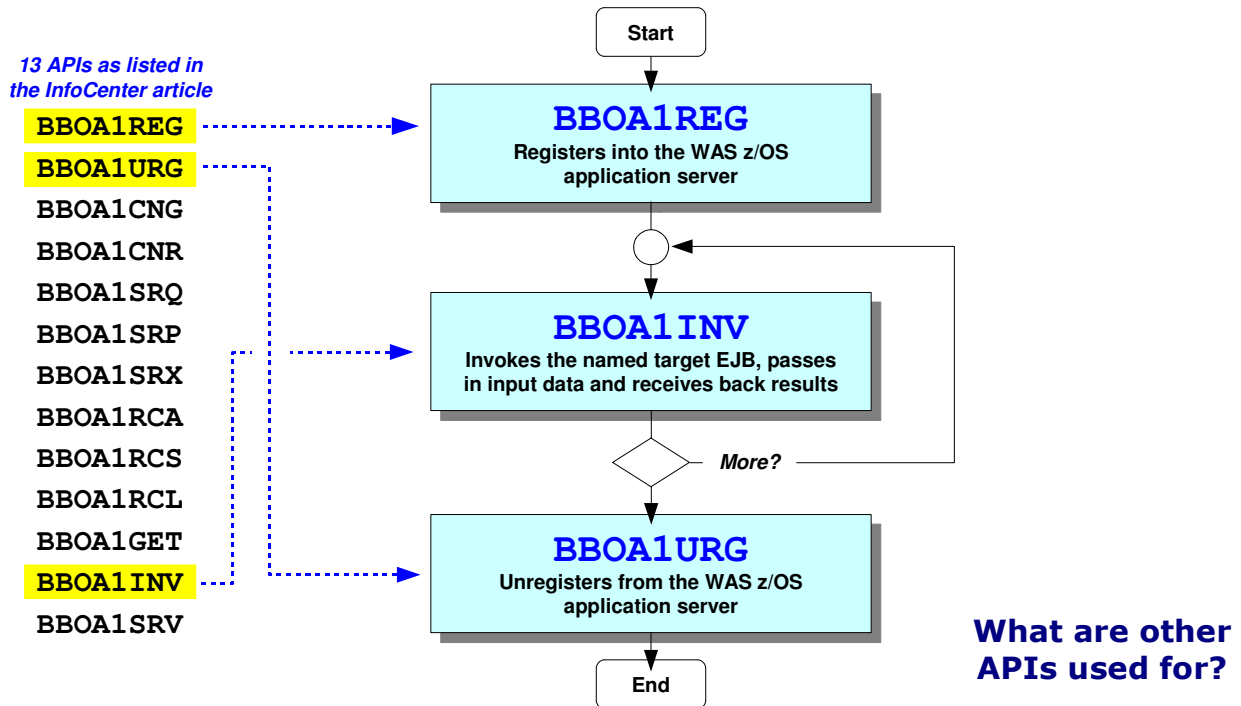 13 APIs as listed in
the InfoCenter article
BBOA1REG
BBOA1URG
BBOA1CNG
BBOA1CNR
BBOA1SRQ
BBOA1SRP
BBOA1SRX
BBOA1RCA
BBOA1RCS
BBOA1RCL
BBOA1GET
BBOA1INV
BBOA1SRV
Start
BBOA1REG
Registers into the WAS z/OS
application server
BBOA1INV
Invokes the named target EJB, passes
in input data and receives back results
More?
BBOA1URG
Unregisters from the WAS z/OS
application server
End
What are other
APIs used for?